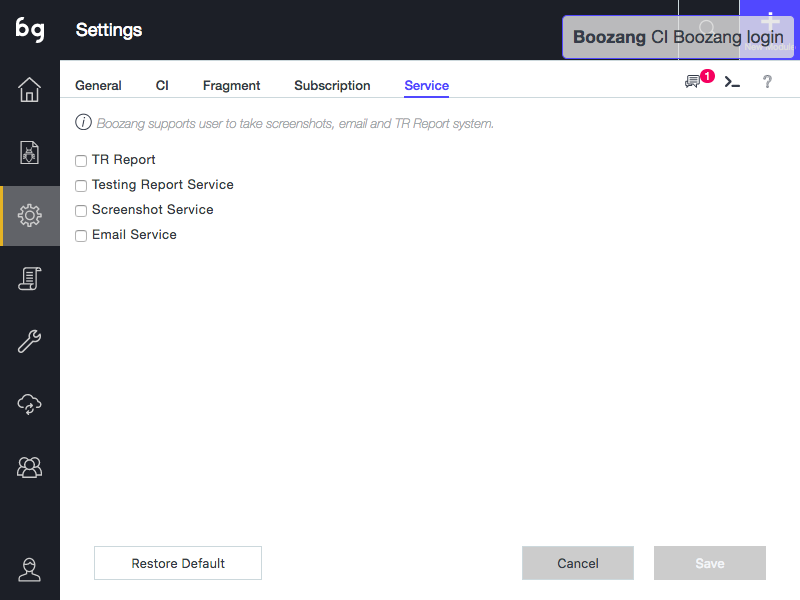 bg
Settings
Boozang CI Boozang login
New Module
General
CI
Fragment
Subscription
Service
1
?
i Boozang supports user to take screenshots, email and TR Report system.
TR Report
Testing Report Service
Screenshot Service
Email Service
Restore Default
Cancel
Save